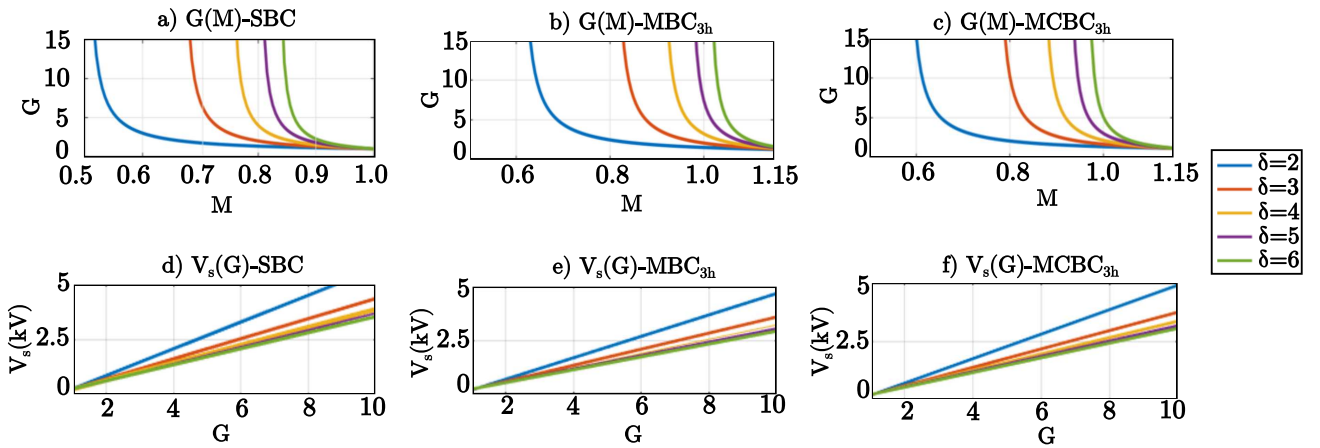 a) G(M)-SBC
b) G(M)-MBC3h
c) G(M)-MCBC3h
15
10
5
0
G
0.5 0.6 0.7 0.8 0.9 1.0
M
15
10
5
0
G
0.6 0.8 1.0 1.15
M
15
10
5
0
G
0.6 0.8 1.0 1.15
M
δ=2
δ=3
δ=4
δ=5
δ=6
d) Vs(G)-SBC
e) Vs(G)-MBC3h
f) Vs(G)-MCBC3h
5
2.5
0
Vs(kV)
2 4 6 8 10
G
5
2.5
0
Vs(kV)
2 4 6 8 10
G
5
2.5
0
Vs(kV)
2 4 6 8 10
G